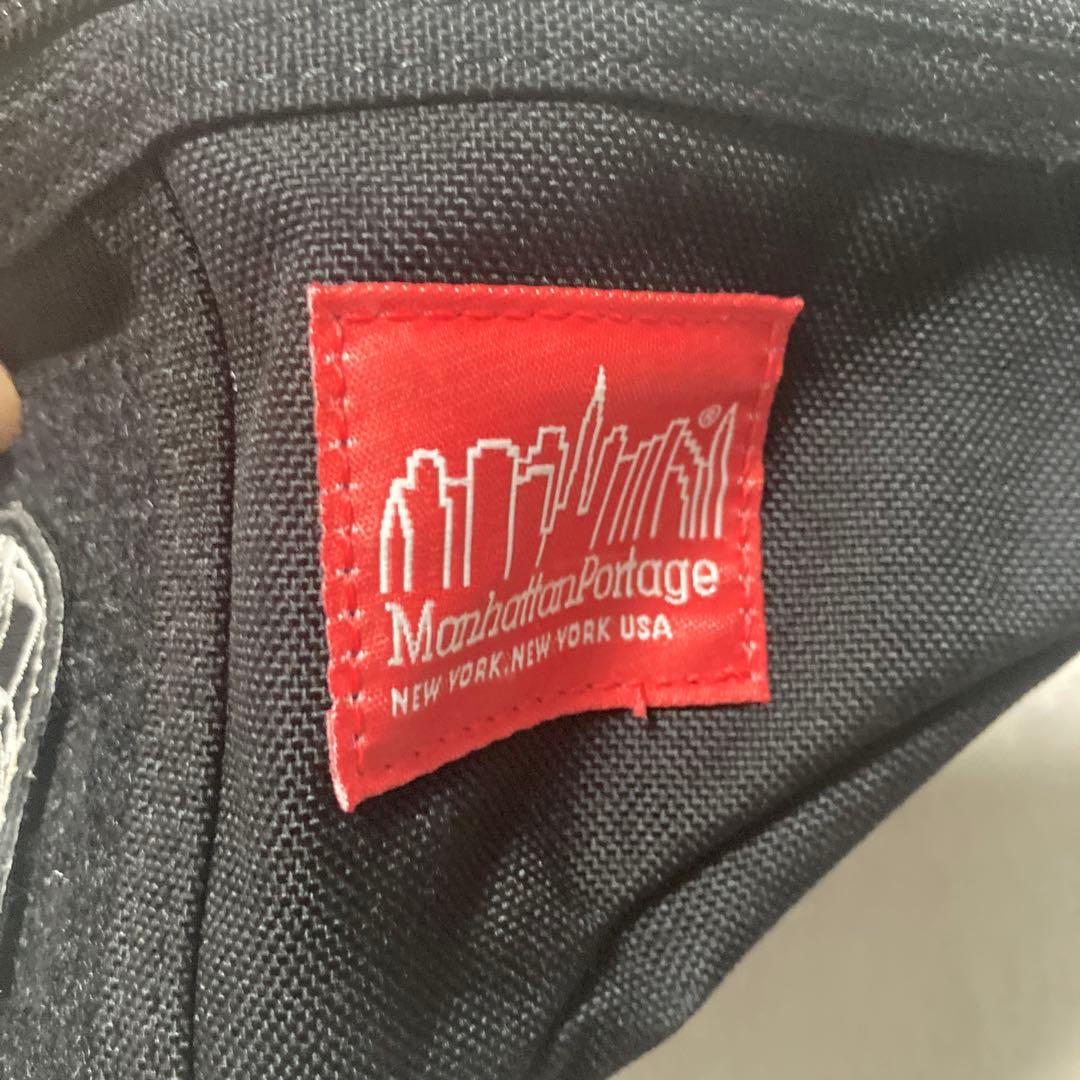 ®
ManhattanPortage
NEW YORK, NEW YORK USA